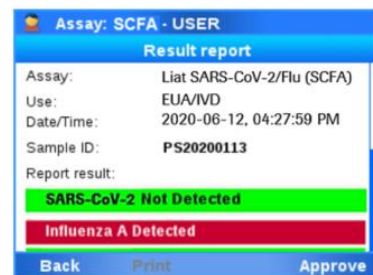 Assay: SCFA - USER
Result report
Assay: Liat SARS-CoV-2/Flu (SCFA)
Use: EUA/IVD
Date/Time: 2020-06-12, 04:27:59 PM
Sample ID: PS20200113
Report result:
SARS-CoV-2 Not Detected
Influenza A Detected
Back Print Approve